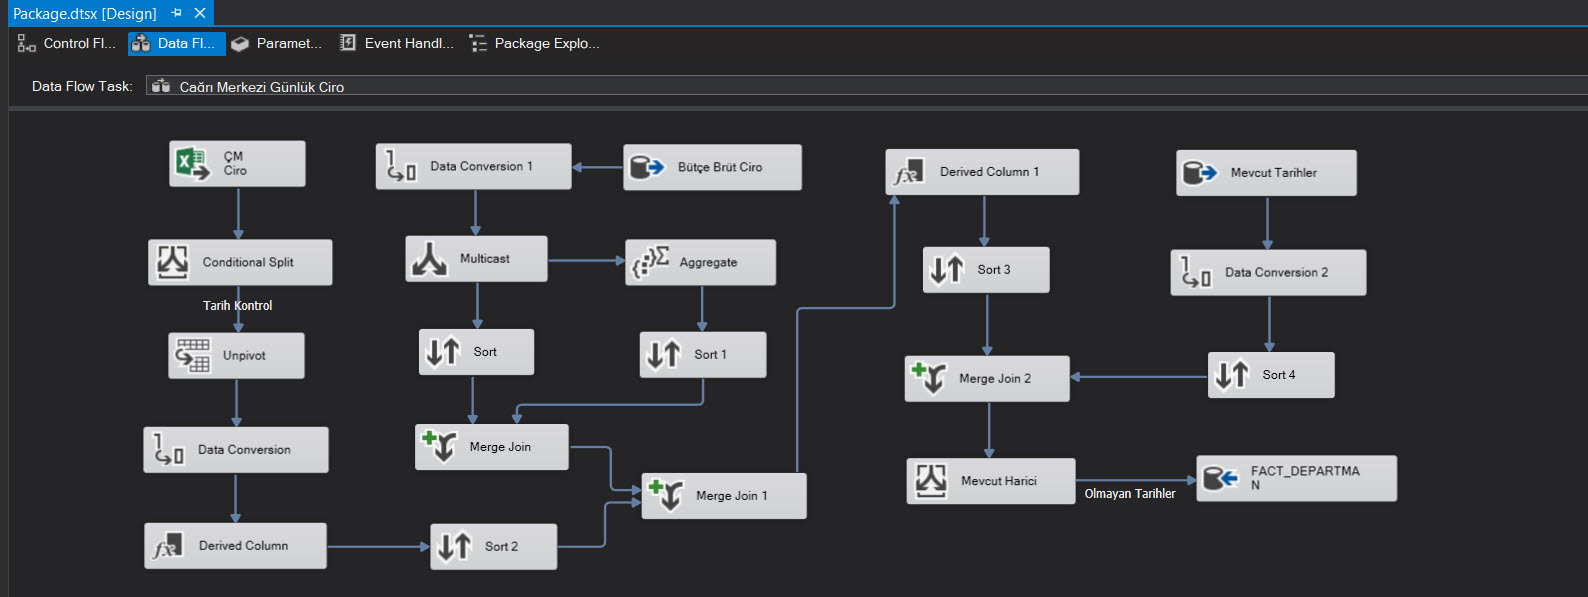 Package.dtsx [Design]
Control Fl...
Data Fl...
Paramet...
Event Handl...
Package Explo...
Data Flow Task:
Çağrı Merkezi Günlük Ciro
ÇM
Ciro
Conditional Split
Tarih Kontrol
Unpivot
Data Conversion
Derived Column
Data Conversion 1
Bütçe Brüt Ciro
Multicast
Aggregate
Sort
Sort 1
Merge Join
Merge Join 1
Sort 2
Derived Column 1
Mevcut Tarihler
Sort 3
Data Conversion 2
Merge Join 2
Sort 4
Mevcut Harici
Olmayan Tarihler
FACT_DEPARTMA
N